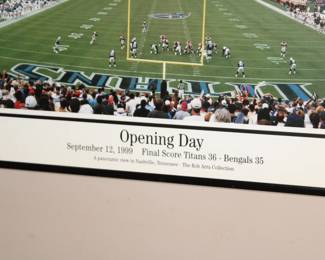 TITANS
Opening Day
September 12, 1999 Final Score Titans 36 - Bengals 35
A panoramic view in Nashville, Tennessee - The Rob Arra Collection